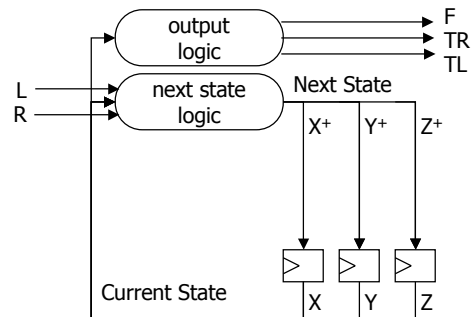 output
logic
F
TR
TL
L
R
next state
logic
Next State
X+
Y+
Z+
Current State
X
Y
Z